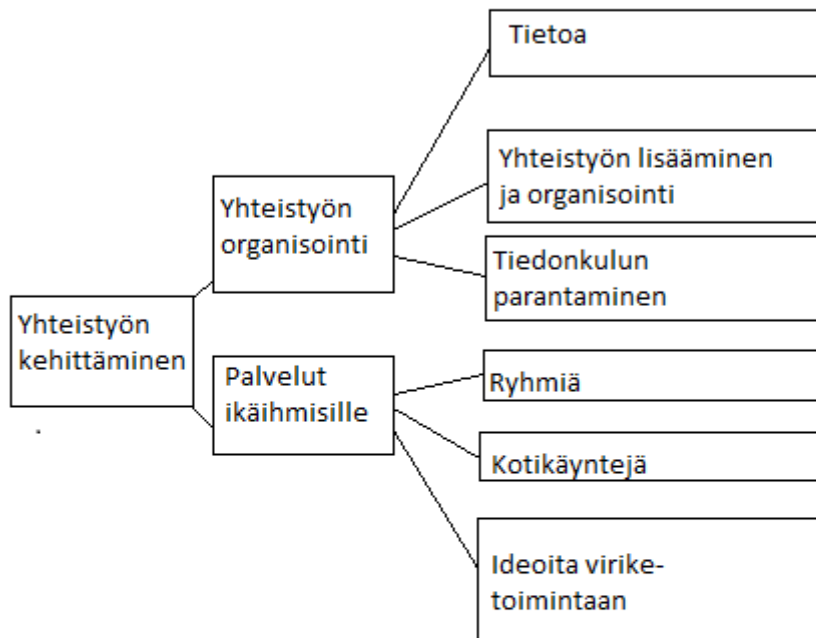 Yhteistyön
kehittäminen
Yhteistyön
organisointi
Tietoa
Yhteistyön lisääminen
ja organisointi
Tiedonkulun
parantaminen
Palvelut
ikäihmisille
Ryhmiä
Kotikäyntejä
Ideoita virike-
toimintaan